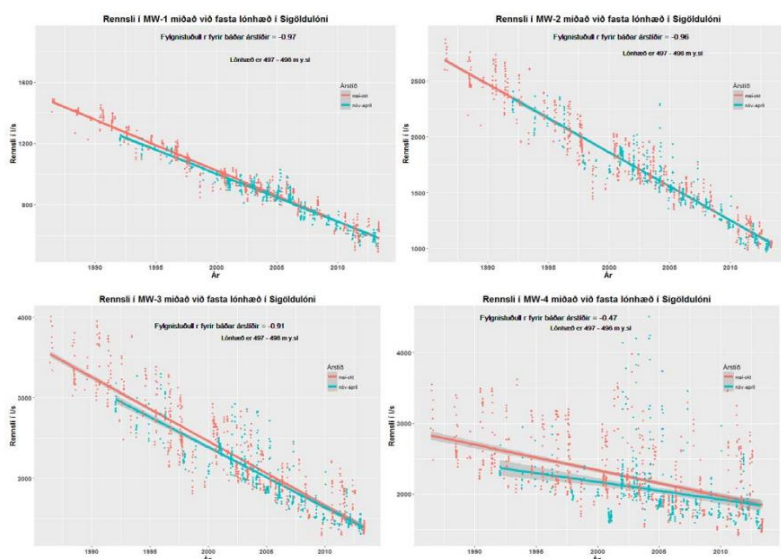 Rennsli í MW-1 miðað við fasta lónhæð í Sigöldulóni
Fylgnistuðull r fyrir báðar árstíðir = -0.97
Lónhæð er 497 - 498 m y.sl
Árstíð
maí-okt
nóv-apríl
Rennsli í l/s
1600
1200
800
1990
1995
2000
2005
2010
Ár
Rennsli í MW-2 miðað við fasta lónhæð í Sigöldulóni
Fylgnistuðull r fyrir báðar árstíðir = -0.96
Lónhæð er 497 - 498 m y.sl
Árstíð
maí-okt
nóv-apríl
Rennsli í l/s
2500
2000
1500
1000
1990
1995
2000
2005
2010
Ár
Rennsli í MW-3 miðað við fasta lónhæð í Sigöldulóni
Fylgnistuðull r fyrir báðar árstíðir = -0.91
Lónhæð er 497 - 498 m y.sl
Árstíð
maí-okt
nóv-apríl
Rennsli í l/s
4000
3000
1990
1995
2000
2005
2010
Ár
Rennsli í MW-4 miðað við fasta lónhæð í Sigöldulóni
Fylgnistuðull r fyrir báðar árstíðir = -0.47
Lónhæð er 497 - 498 m y.sl
Árstíð
maí-okt
nóv-apríl
Rennsli í l/s
4000
3000
2000
1990
1995
2000
2005
2010
Ár